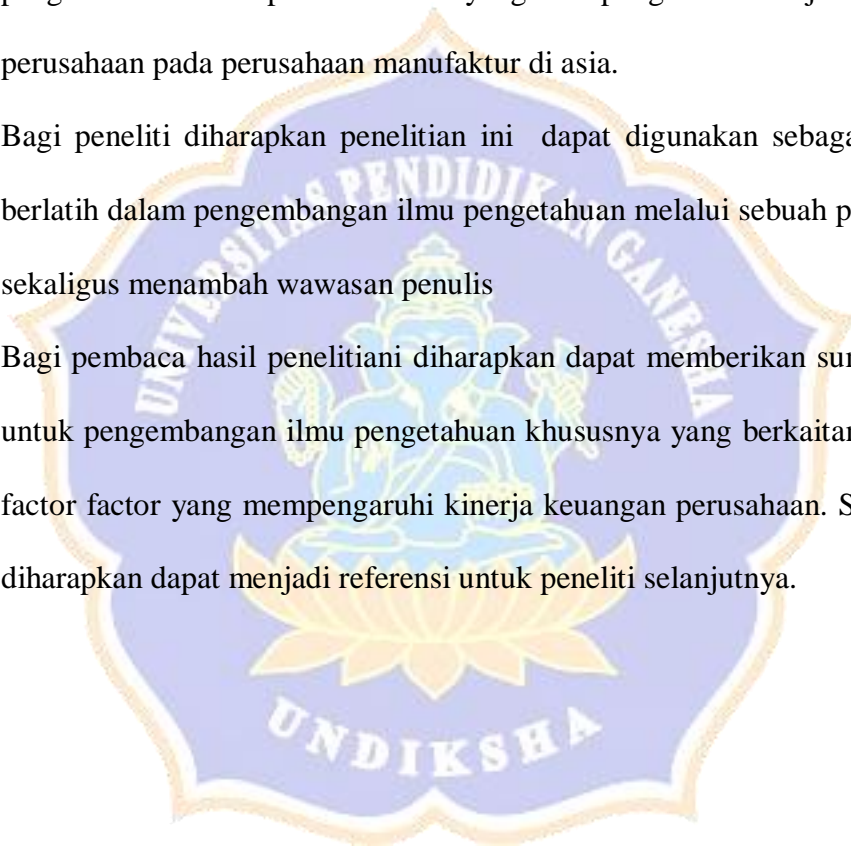 perusahaan pada perusahaan manufaktur di asia.
Bagi peneliti diharapkan penelitian ini dapat digunakan
berlatih dalam pengembangan ilmu pengetahuan melalui sebuah
sekaligus menambah wawasan penulis
Bagi pembaca hasil penelitiani diharapkan dapat memberikan
untuk pengembangan ilmu pengetahuan khususnya yang berkaitan
factor factor yang mempengaruhi kinerja keuangan perusahaan.
diharapkan dapat menjadi referensi untuk peneliti selanjutnya.
UNIVERSITAS PENDIDIKAN GANESHA
UNDIKSHA